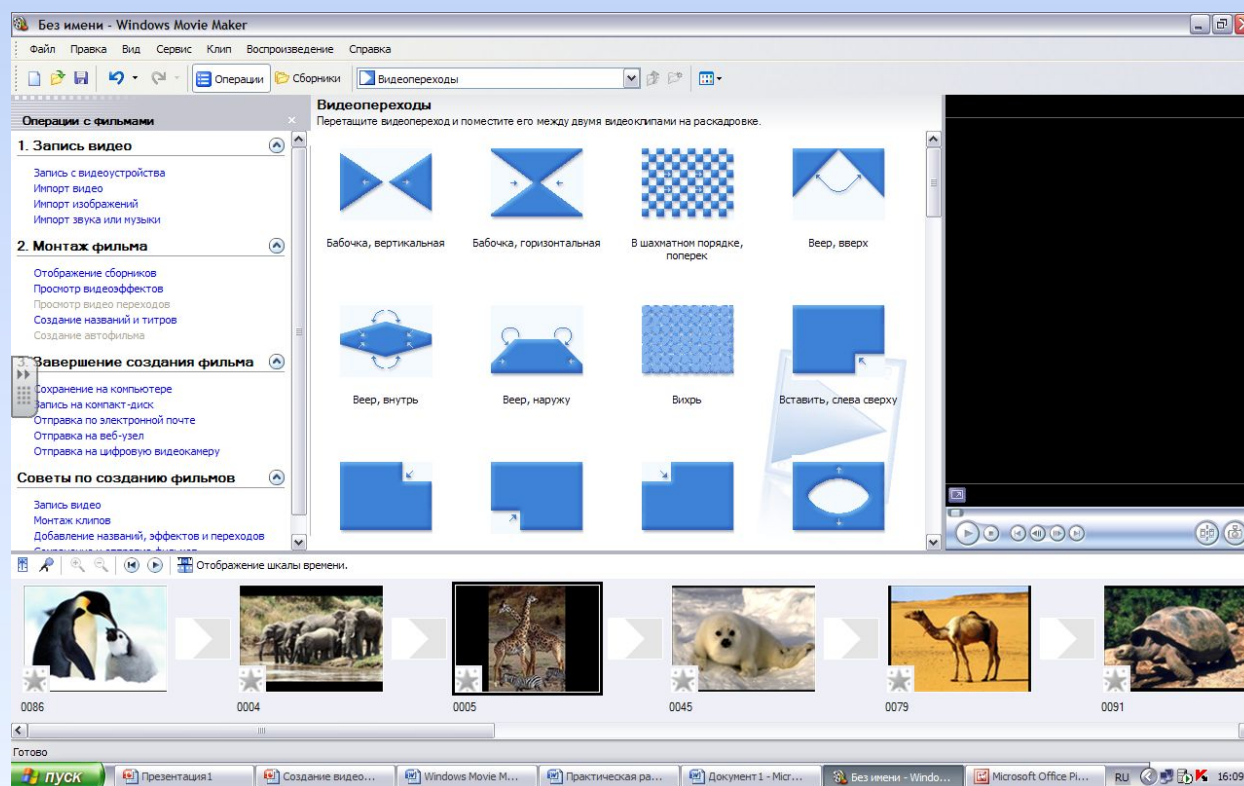 Без имени - Windows Movie Maker
Файл Правка Вид Сервис Клип Воспроизведение Справка
Операции Сборники Видеопереходы
Операции с фильмами
1. Запись видео
Запись с видеоустройства
Импорт видео
Импорт изображений
Импорт звука или музыки
2. Монтаж фильма
Отображение сборников
Просмотр видеоэффектов
Просмотр видео переходов
Создание названий и титров
Создание автофильма
3. Завершение создания фильма
Сохранение на компьютере
Запись на компакт-диск
Отправка по электронной почте
Отправка на веб-узел
Отправка на цифровую видеокамеру
Советы по созданию фильмов
Запись видео
Монтаж клипов
Добавление названий, эффектов и переходов
Видеопереходы
Перетащите видеопереход и поместите его между двумя видеоклипами на раскадровке.
Бабочка, вертикальная
Бабочка, горизонтальная
В шахматном порядке, поперек
Веер, вверх
Веер, внутрь
Веер, наружу
Вихрь
Вставить, слева сверху
Отображение шкалы времени.
0086 0004 0005 0045 0079 0091
Готово
пуск Презентация1 Создание видео... Windows Movie M... Практическая ра... Документ1 - Micr... Без имени - Windo... Microsoft Office Pi... RU 16:09